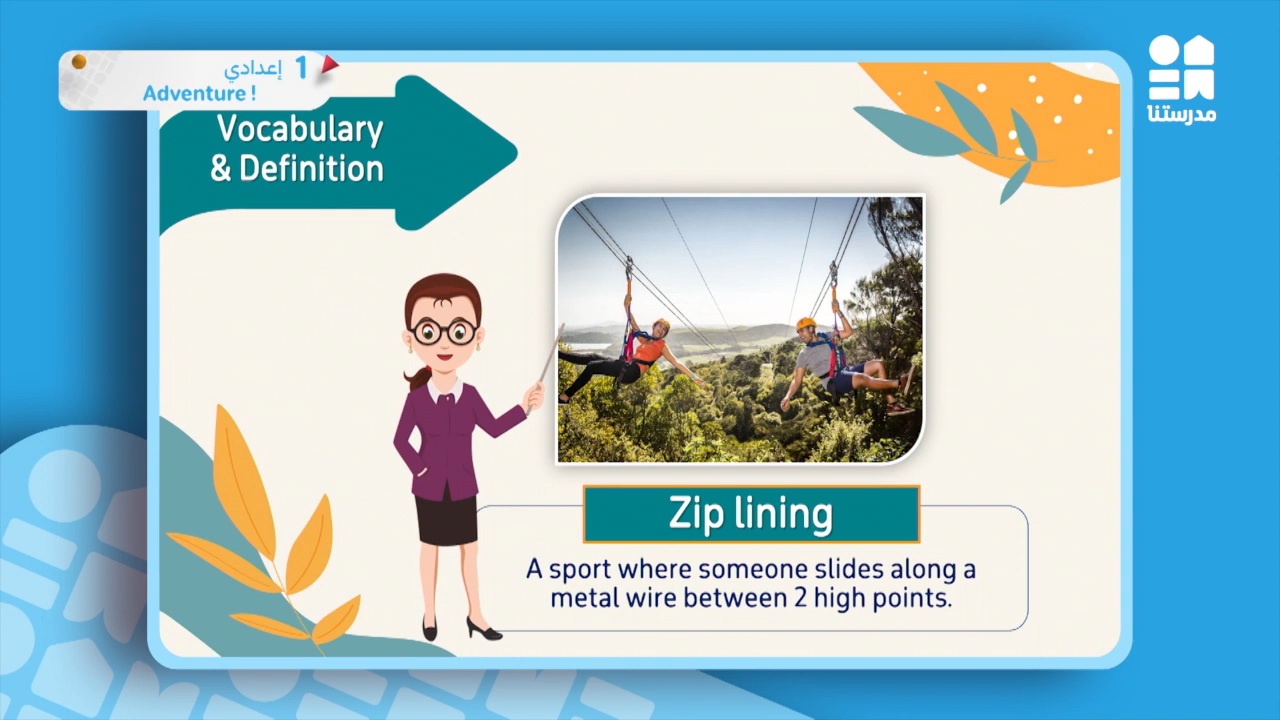 1 إعدادي
Adventure !
مدرستنا
Vocabulary
& Definition
Zip lining
A sport where someone slides along a
metal wire between 2 high points.